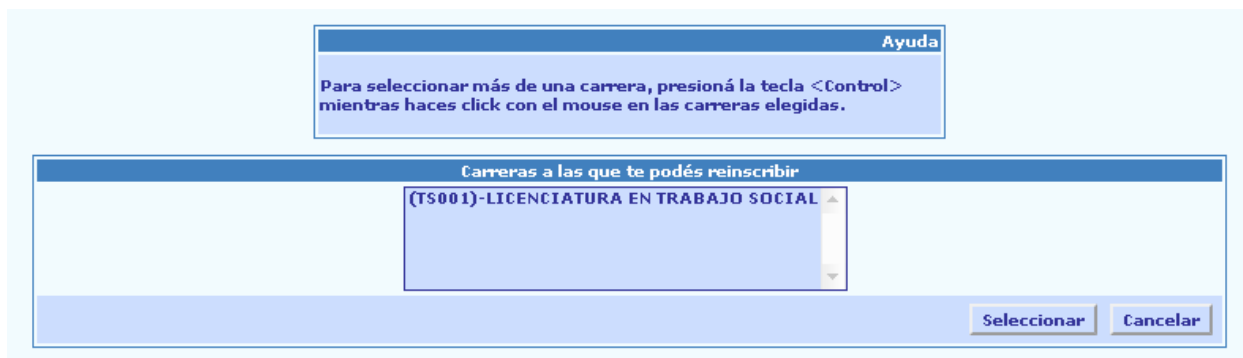 Ayuda
Para seleccionar más de una carrera, presioná la tecla <Control>
mientras haces click con el mouse en las carreras elegidas.
Carreras a las que te podés reinscribir
(TS001)-LICENCIATURA EN TRABAJO SOCIAL
Seleccionar Cancelar